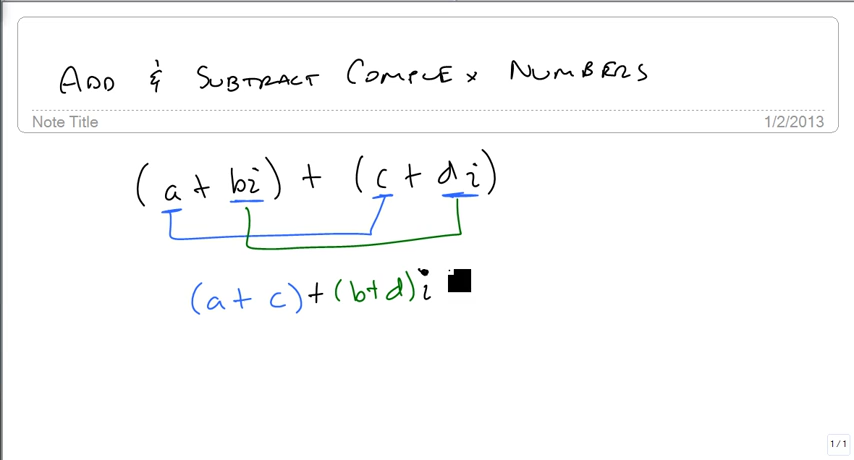 ADD & SUBTRACT COMPLEX NUMBERS
Note Title
1/2/2013
(a + bi) + (c + di)
(a + c) + (b + d)i
1 / 1